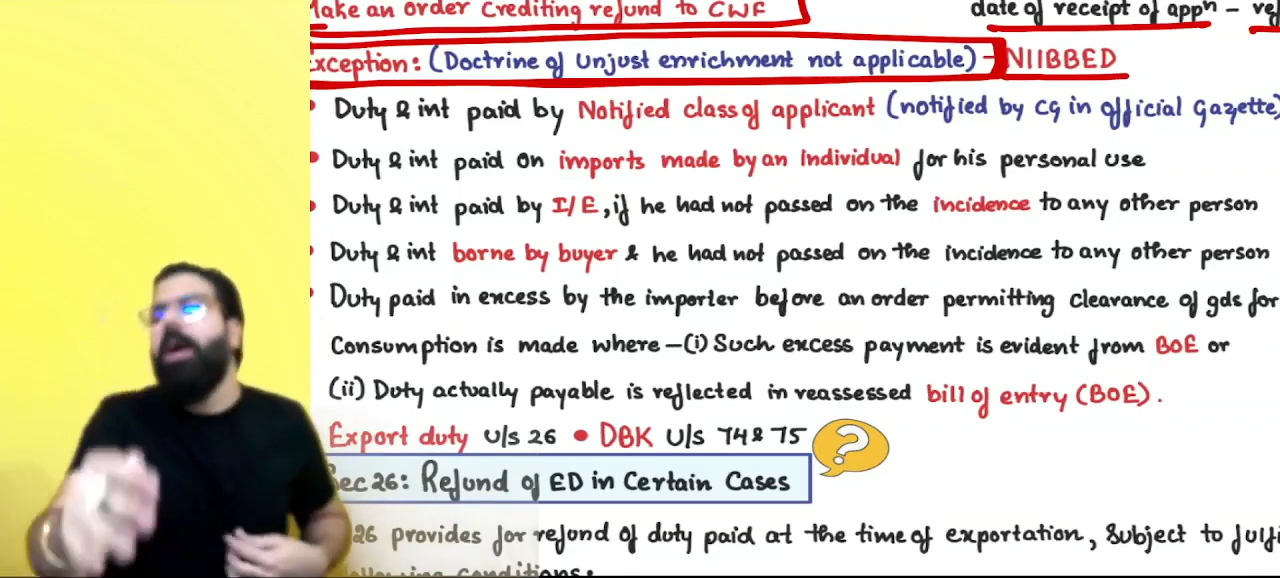 Make an order crediting refund to CWF
date of receipt of appn –
xception: (Doctrine of unjust enrichment not applicable) – NIIBBED
• Duty & int paid by Notified class of applicant (notified by CG in official Gazette)
• Duty & int paid on imports made by an Individual for his personal use
• Duty & int paid by I/E, if he had not passed on the incidence to any other person
• Duty & int borne by buyer & he had not passed on the incidence to any other person
• Duty paid in excess by the importer before an order permitting clearance of gds for
Consumption is made where –(i) Such excess payment is evident from BOE or
(ii) Duty actually payable is reflected in reassessed bill of entry (BOE).
Export duty u/s 26 • DBK u/s 74 & 75 ?
Sec 26: Refund of ED in Certain Cases
26 provides for refund of duty paid at the time of exportation, Subject to
conditions: